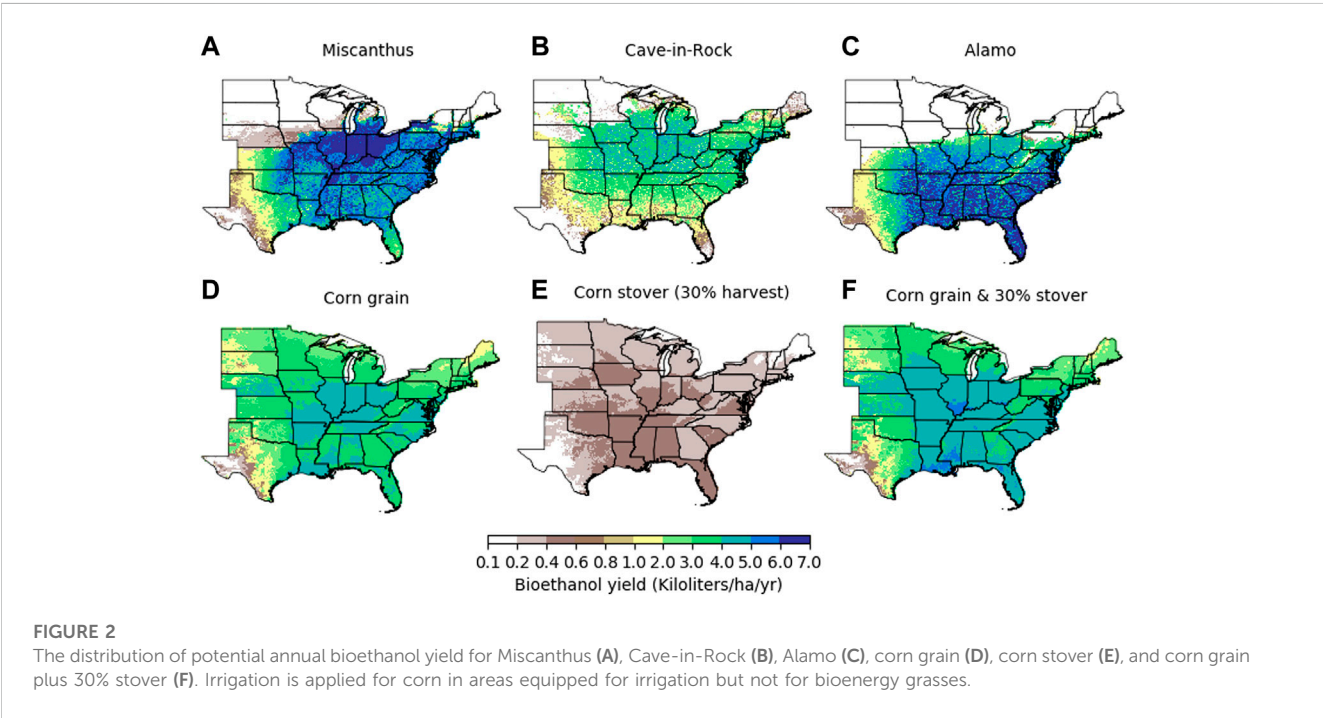 A Miscanthus
B Cave-in-Rock
C Alamo
D Corn grain
E Corn stover (30% harvest)
F Corn grain & 30% stover
0.1 0.2 0.4 0.6 0.8 1.0 2.0 3.0 4.0 5.0 6.0 7.0
Bioethanol yield (Kiloliters/ha/yr)
FIGURE 2
The distribution of potential annual bioethanol yield for Miscanthus (A), Cave-in-Rock (B), Alamo (C), corn grain (D), corn stover (E), and corn grain
plus 30% stover (F). Irrigation is applied for corn in areas equipped for irrigation but not for bioenergy grasses.